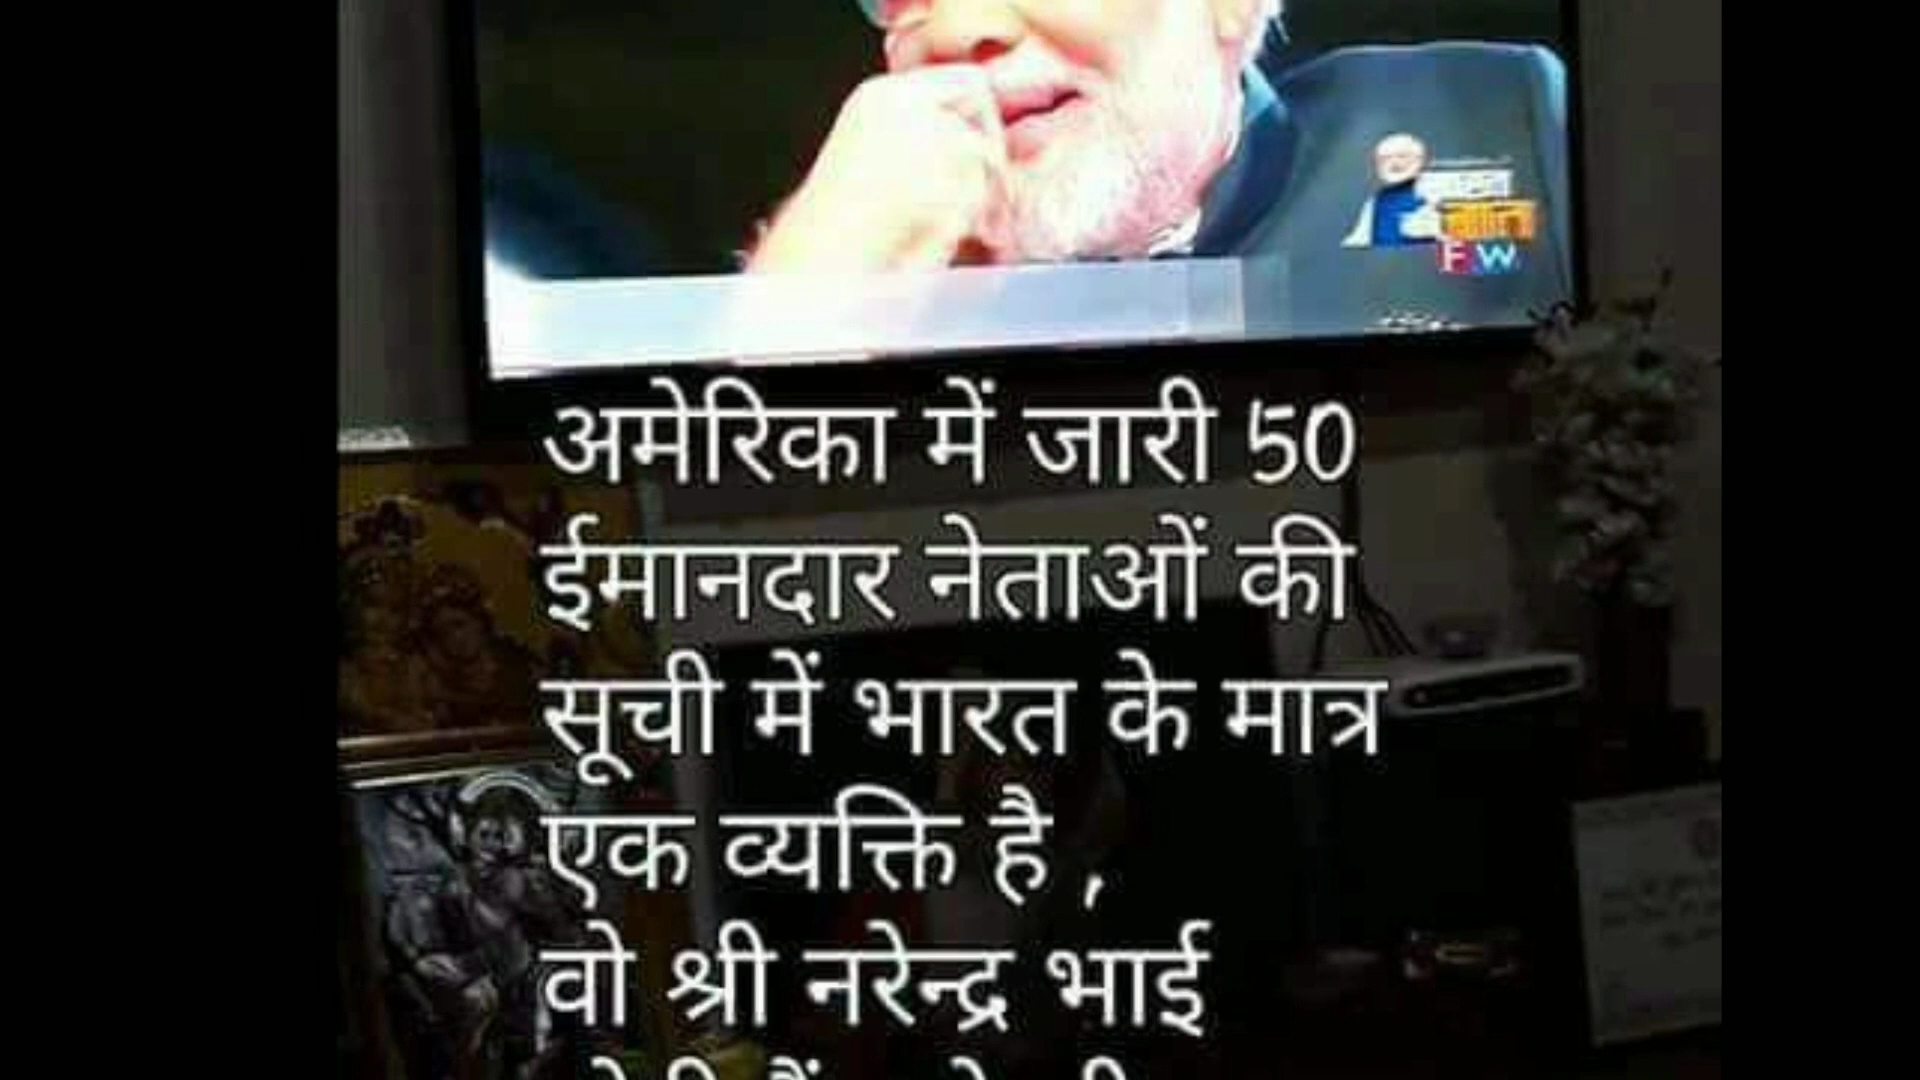 अमेरिका में जारी 50
ईमानदार नेताओं की
सूची में भारत के मात्र
एक व्यक्ति है ,
वो श्री नरेन्द्र भाई